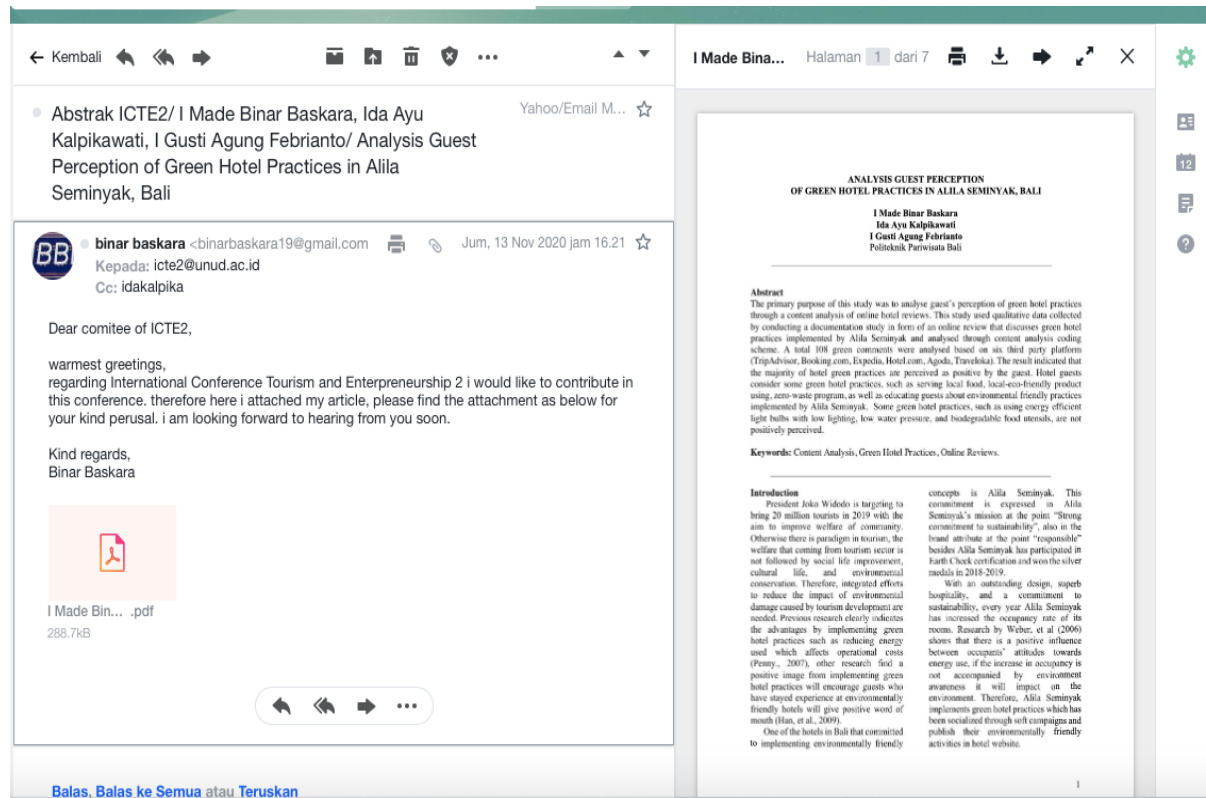 Kembali
Abstrak ICTE2/ I Made Binar Baskara, Ida Ayu
Kalpikawati, I Gusti Agung Febrianto/ Analysis Guest
Perception of Green Hotel Practices in Alila
Seminyak, Bali
Yahoo/Email M...
BB
binar baskara <binarbaskara19@gmail.com
Jum, 13 Nov 2020 jam 16.21
Kepada: icte2@unud.ac.id
Cc: idakalpika
Dear comitee of ICTE2,
warmest greetings,
regarding International Conference Tourism and Enterpreneurship 2 i would like to contribute in
this conference. therefore here i attached my article, please find the attachment as below for
your kind perusal. i am looking forward to hearing from you soon.
Kind regards,
Binar Baskara
I Made Bin... .pdf
288.7kB
Balas, Balas ke Semua atau Teruskan
I Made Bina...
Halaman 1 dari 7
12
ANALYSIS GUEST PERCEPTION
OF GREEN HOTEL PRACTICES IN ALILA SEMINYAK, BALI
I Made Binar Baskara
Ida Ayu Kalpikawati
I Gusti Agung Febrianto
Politeknik Pariwisata Bali
Abstract
The primary purpose of this study was to analyse guest's perception of green hotel practices
through a content analysis of online hotel reviews. This study used qualitative data collected
by conducting a documentation study in form of an online review that discusses green hotel
practices implemented by Alila Seminyak and analysed through content analysis coding
scheme. A total 108 green comments were analysed based on six third party platform
(TripAdvisor, Booking.com, Expedia, Hotel.com, Agoda, Traveloka). The result indicated that
the majority of hotel green practices are perceived as positive by the guest. Hotel guests
consider some green hotel practices, such as serving local food, local-eco-friendly product
using, zero-waste program, as well as educating guests about environmental friendly practices
implemented by Alila Seminyak. Some green hotel practices, such as using energy efficient
light bulbs with low lighting, low water pressure, and biodegradable food utensils, are not
positively perceived.
Keywords: Content Analysis, Green Hotel Practices, Online Reviews.
Introduction
President Joko Widodo is targeting to
bring 20 million tourists in 2019 with the
aim to improve welfare of community.
Otherwise there is paradigm in tourism, the
welfare that coming from tourism sector is
not followed by social life improvement,
cultural life, and environmental
conservation. Therefore, integrated efforts
to reduce the impact of environmental
damage caused by tourism development are
needed. Previous research clearly indicates
the advantages by implementing green
hotel practices such as reducing energy
used which affects operational costs
(Penny., 2007), other research find a
positive image from implementing green
hotel practices will encourage guests who
have stayed experience at environmentally
friendly hotels will give positive word of
mouth (Han, et al., 2009).
One of the hotels in Bali that committed
to implementing environmentally friendly
concepts is Alila Seminyak. This
commitment is expressed in Alila
Seminyak's mission at the point "Strong
commitment to sustainability", also in the
brand attribute at the point "responsible"
besides Alila Seminyak has participated in
Earth Check certification and won the silver
medals in 2018-2019.
With an outstanding design, superb
hospitality, and a commitment to
sustainability, every year Alila Seminyak
has increased the occupancy rate of its
rooms. Research by Weber, et al (2006)
shows that there is a positive influence
between occupants' attitudes towards
energy use, if the increase in occupancy is
not accompanied by environment
awareness it will impact on the
environment. Therefore, Alila Seminyak
implements green hotel practices which has
been socialized through soft campaigns and
publish their environmentally friendly
activities in hotel website.
1